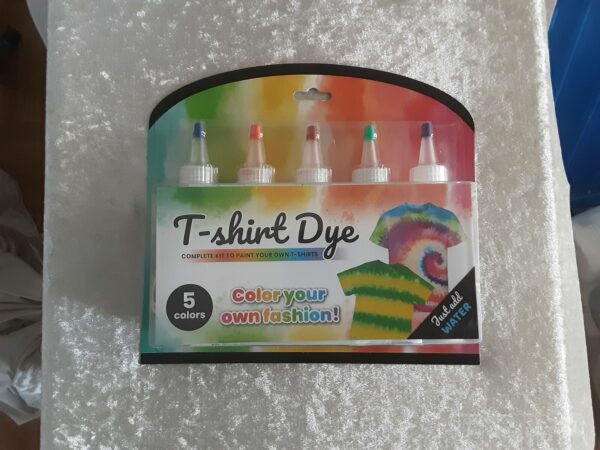 T-shirt Dye
COMPLETE KIT TO PAINT YOUR OWN T-SHIRTS
5
colors
Color your
own fashion!
Just add
WATER